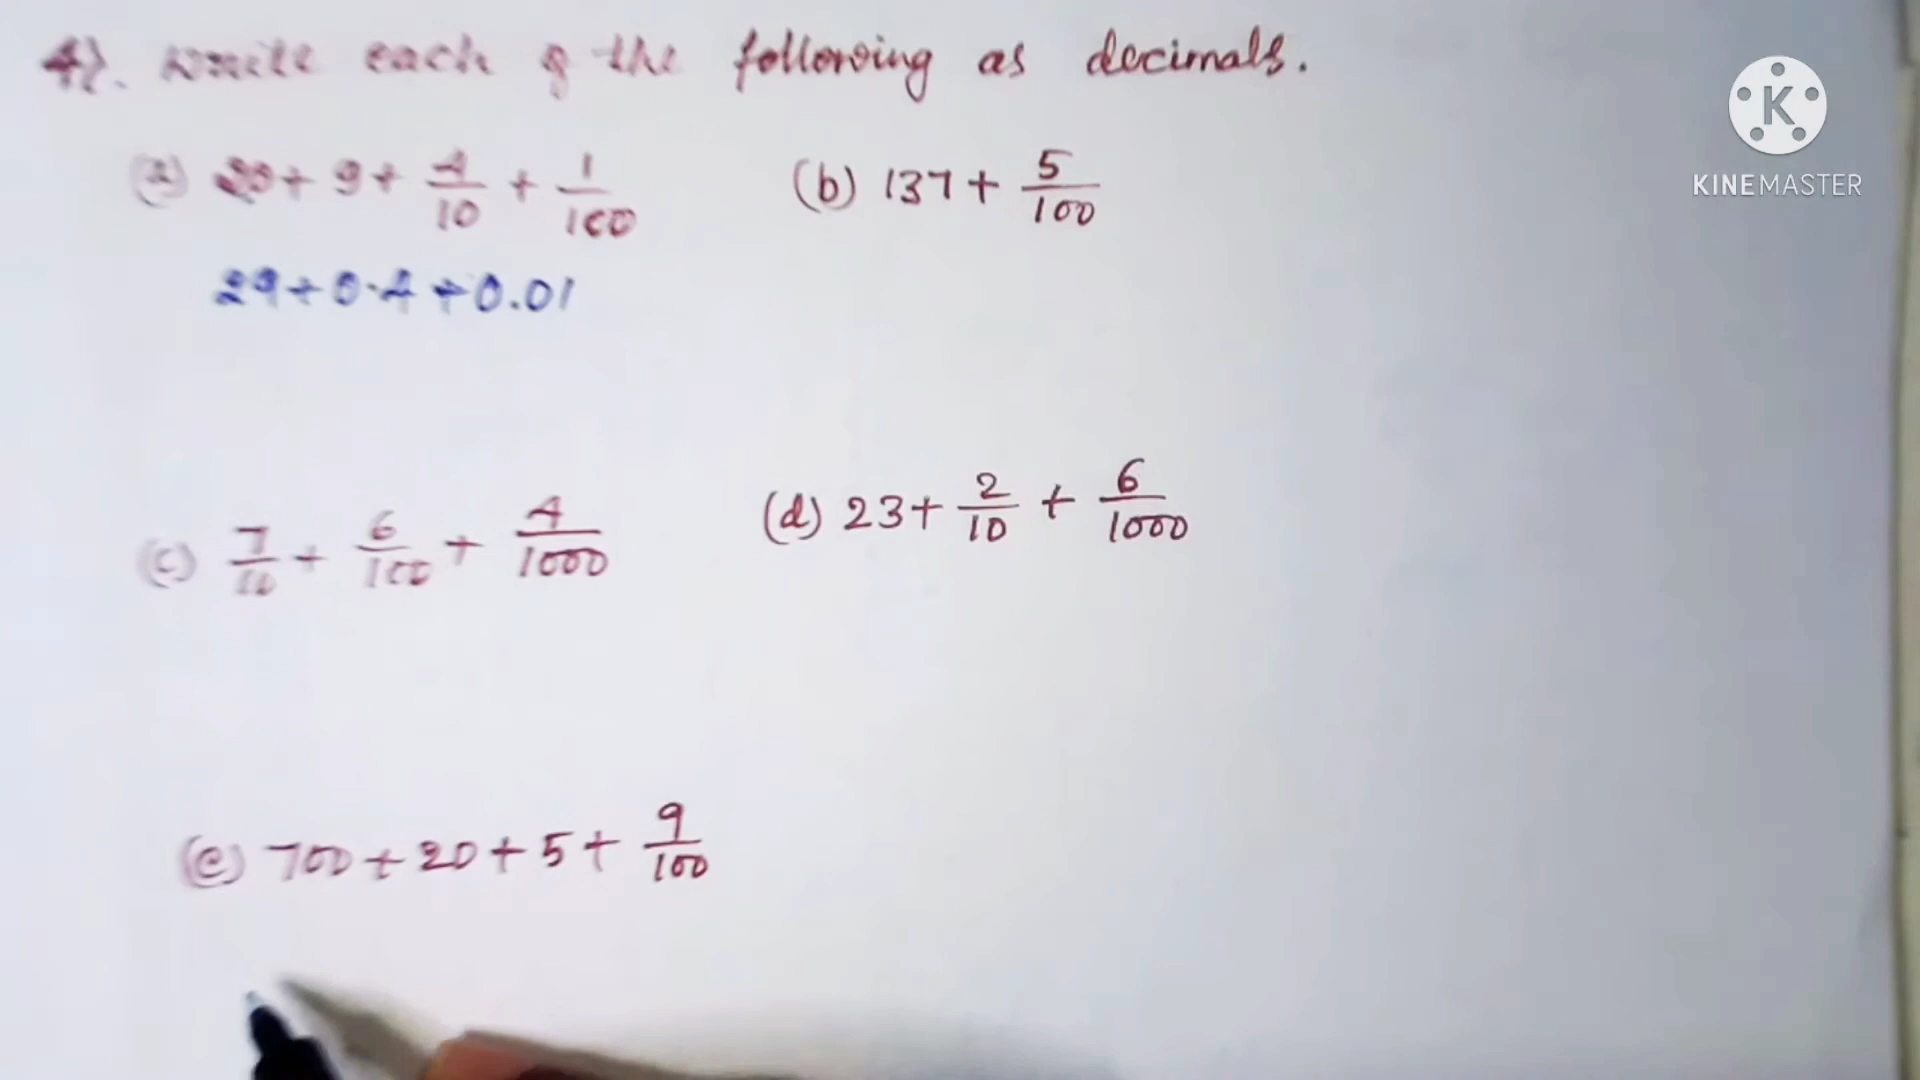 4). Write each of the following as decimals.
(a) 20 + 9 + 4/10 + 1/100
(b) 137 + 5/100
29 + 0.4 + 0.01
(c) 7/10 + 6/100 + 4/1000
(d) 23 + 2/10 + 6/1000
(e) 700 + 20 + 5 + 9/100
K
KINEMASTER